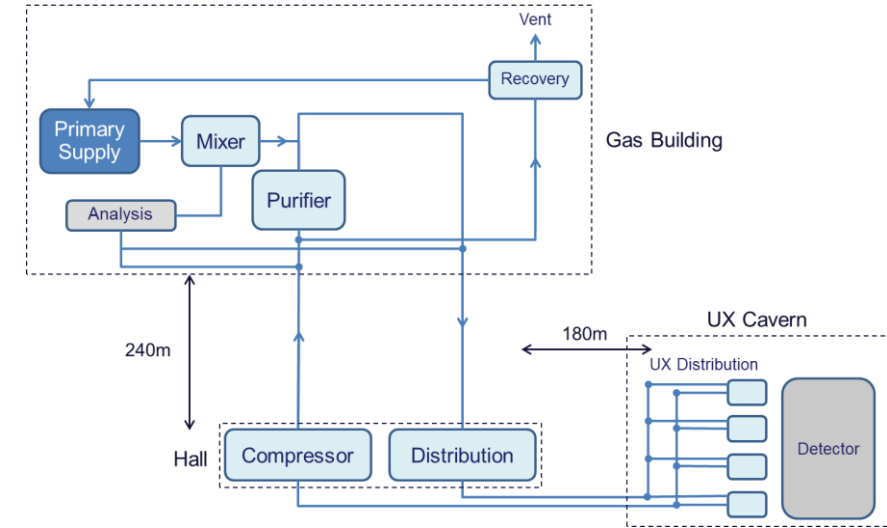 Vent
Recovery
Primary
Supply
Mixer
Gas Building
Purifier
Analysis
UX Cavern
180m
240m
UX Distribution
Hall
Compressor
Distribution
Detector